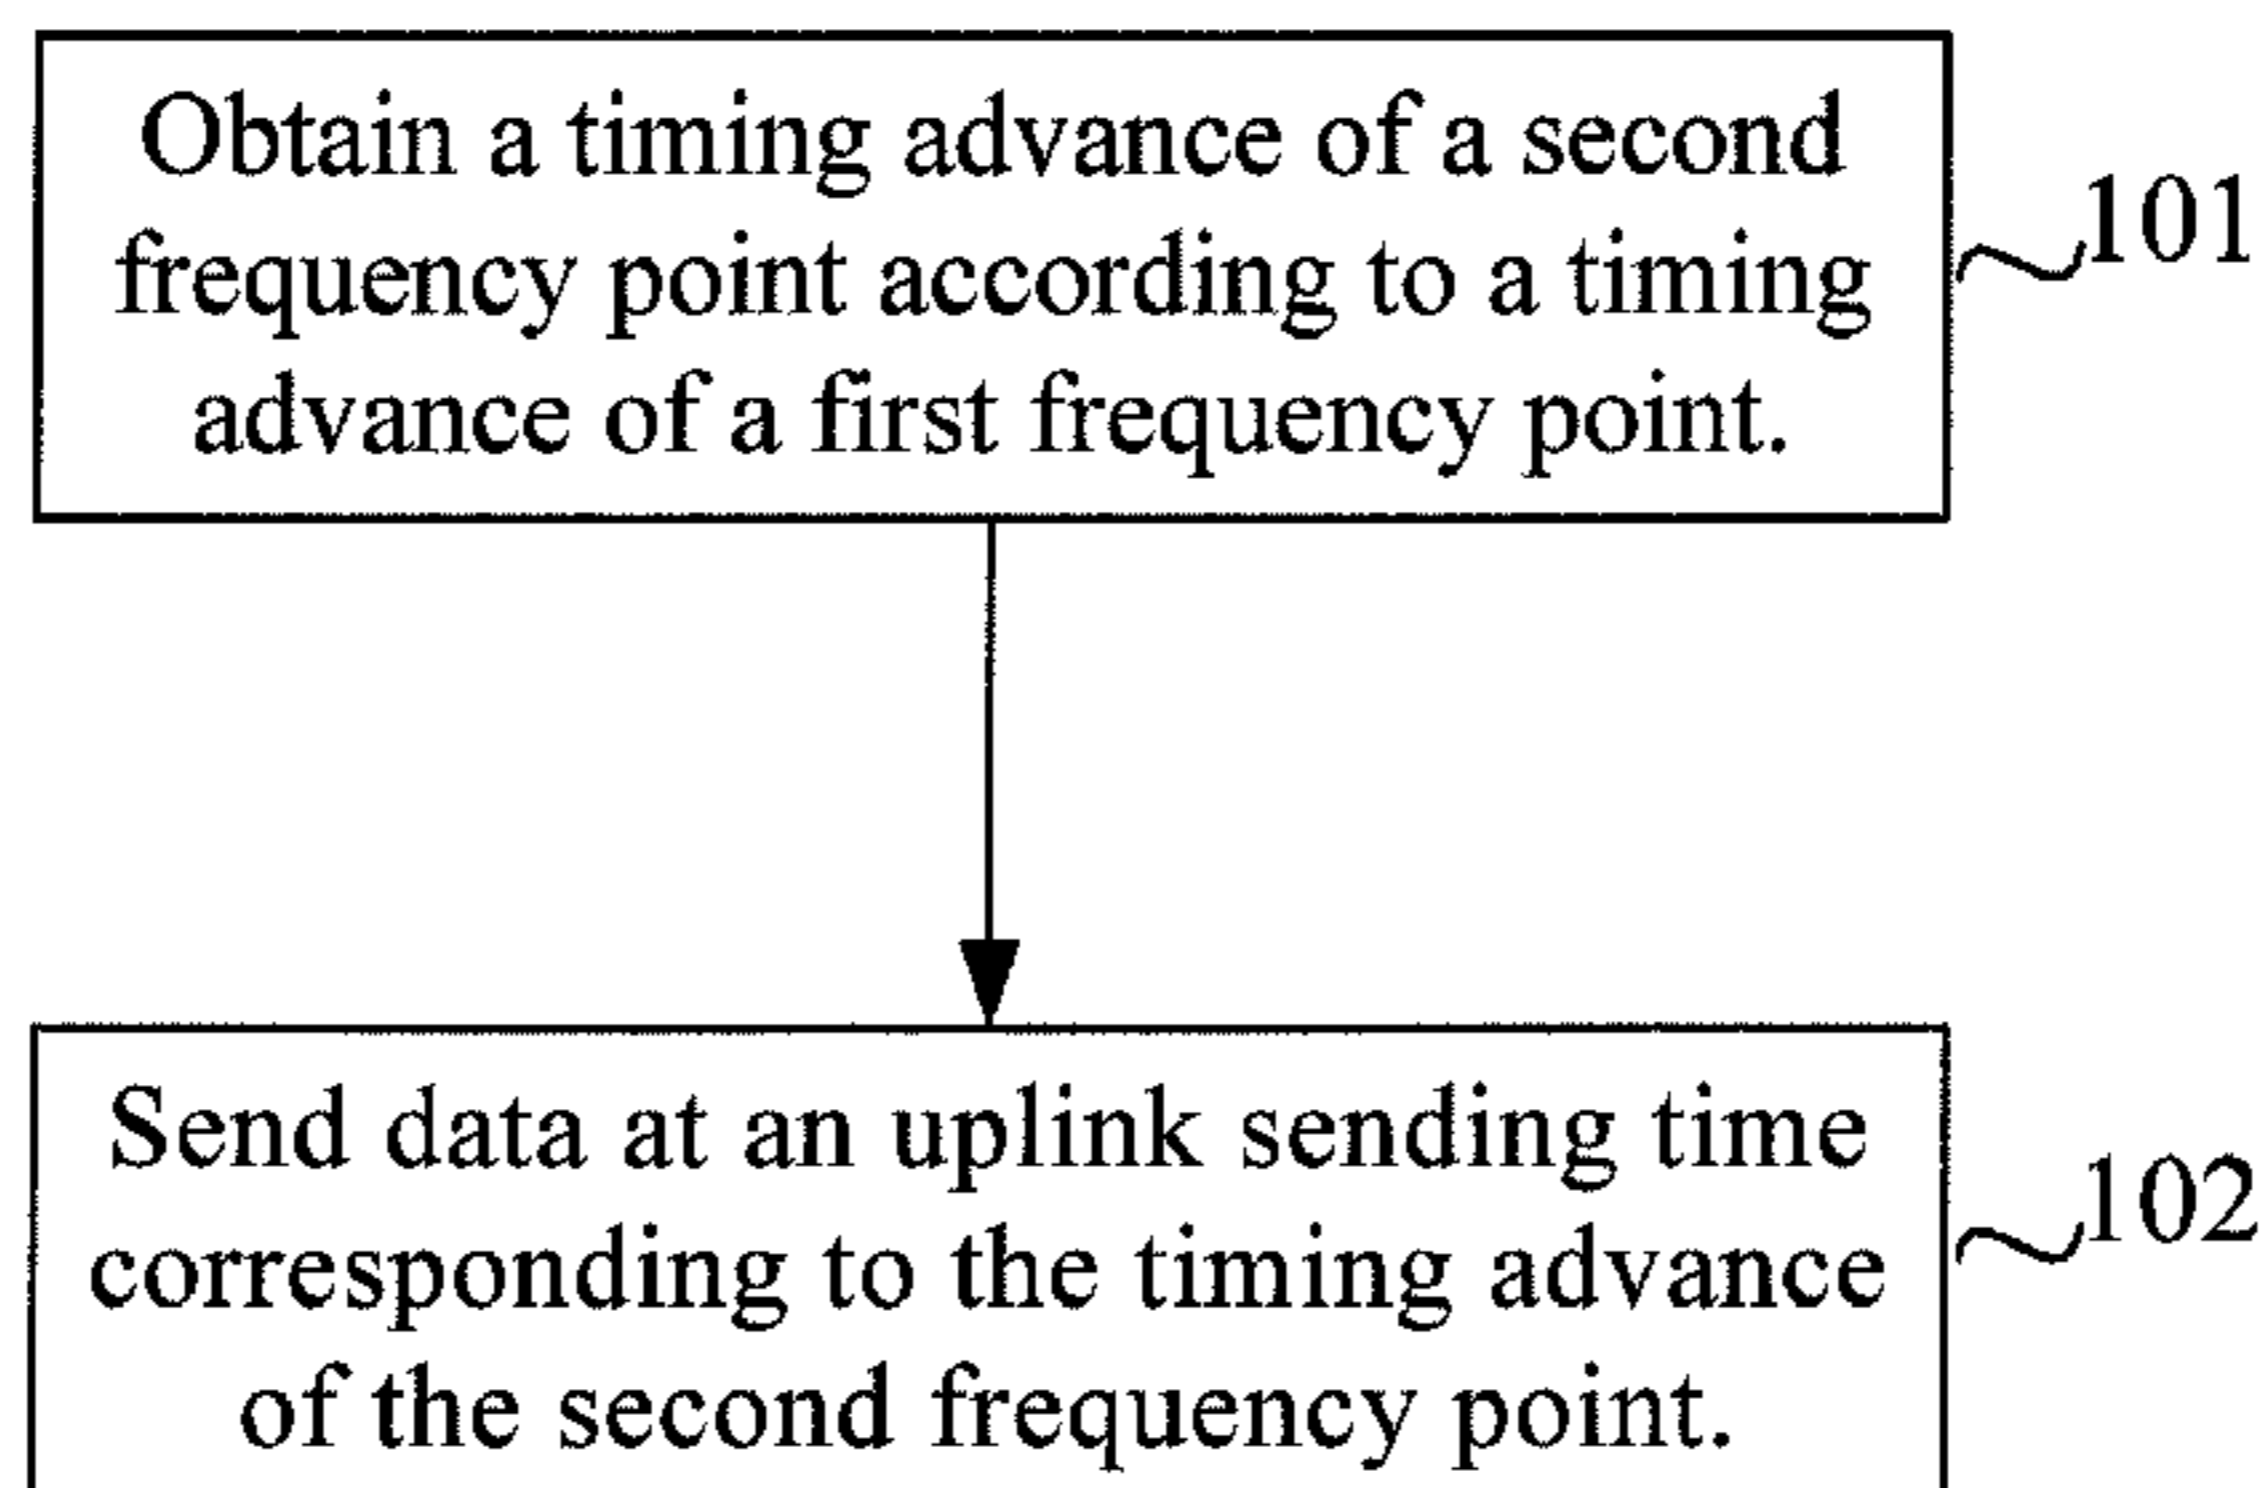 Obtain a timing advance of a second
frequency point according to a timing
advance of a first frequency point.
101
Send data at an uplink sending time
corresponding to the timing advance
of the second frequency point.
102